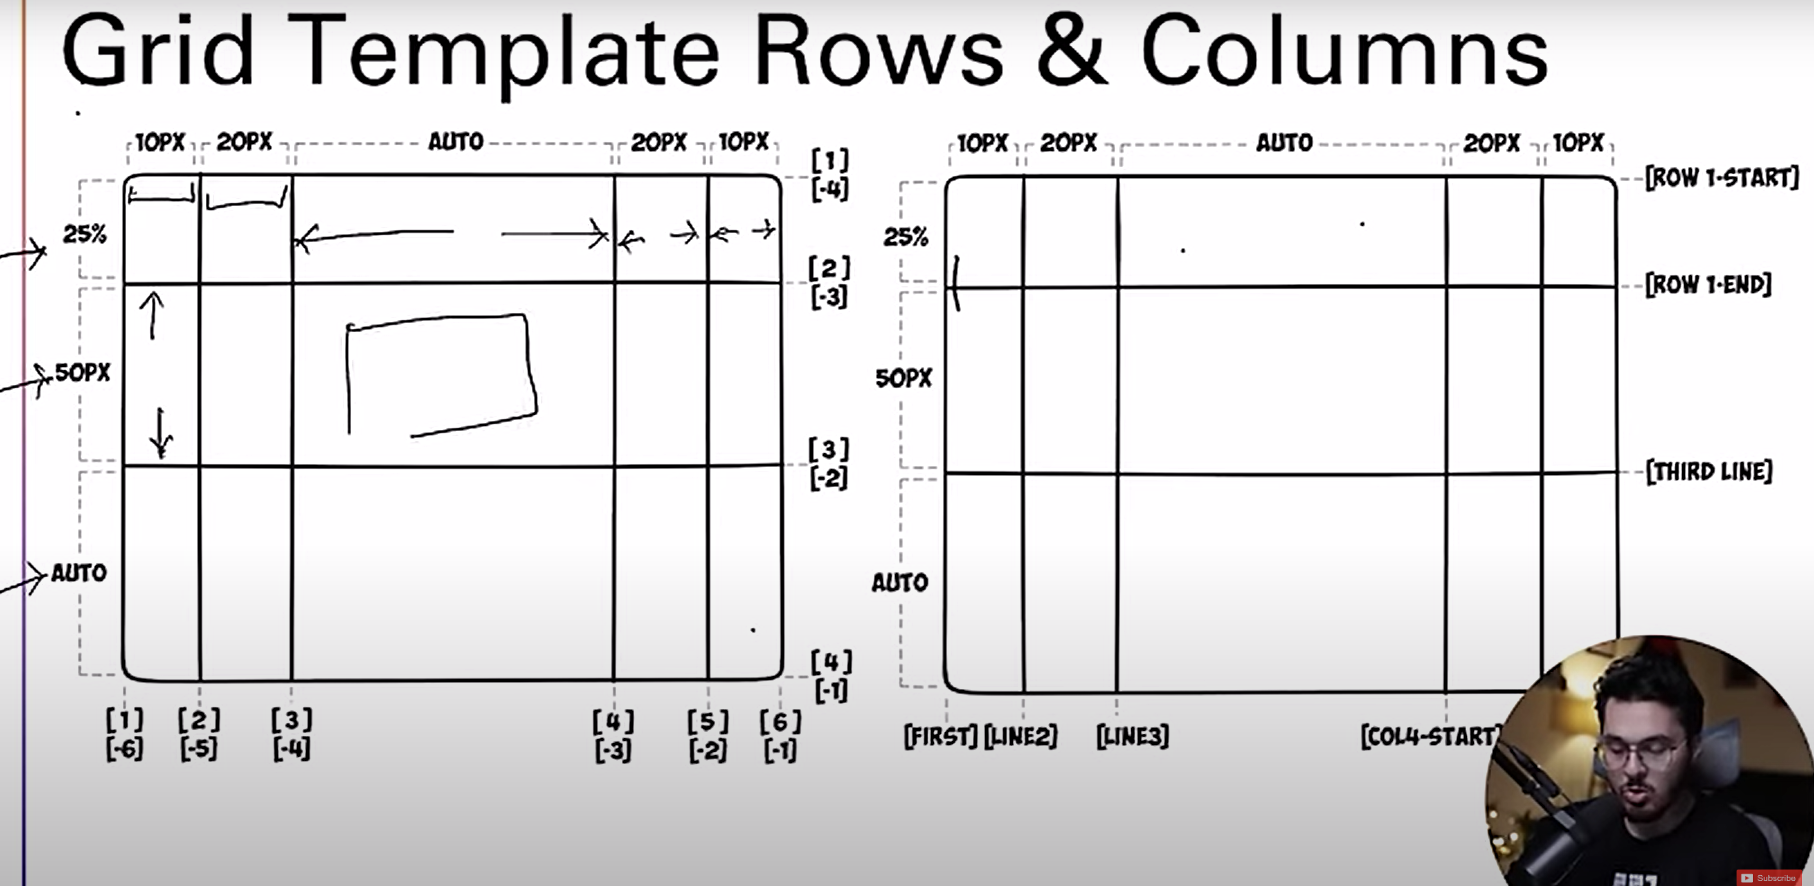 Grid Template Rows & Columns
10PX 20PX AUTO 20PX 10PX
[1]
[-4]
25%
[2]
[-3]
50PX
[3]
[-2]
AUTO
[4]
[-1]
[1] [2] [3] [4] [5] [6]
[-6] [-5] [-4] [-3] [-2] [-1]
10PX 20PX AUTO 20PX 10PX
[ROW 1-START]
25%
[ROW 1-END]
50PX
[THIRD LINE]
AUTO
[FIRST] [LINE2] [LINE3] [COL4-START]
Subscribe